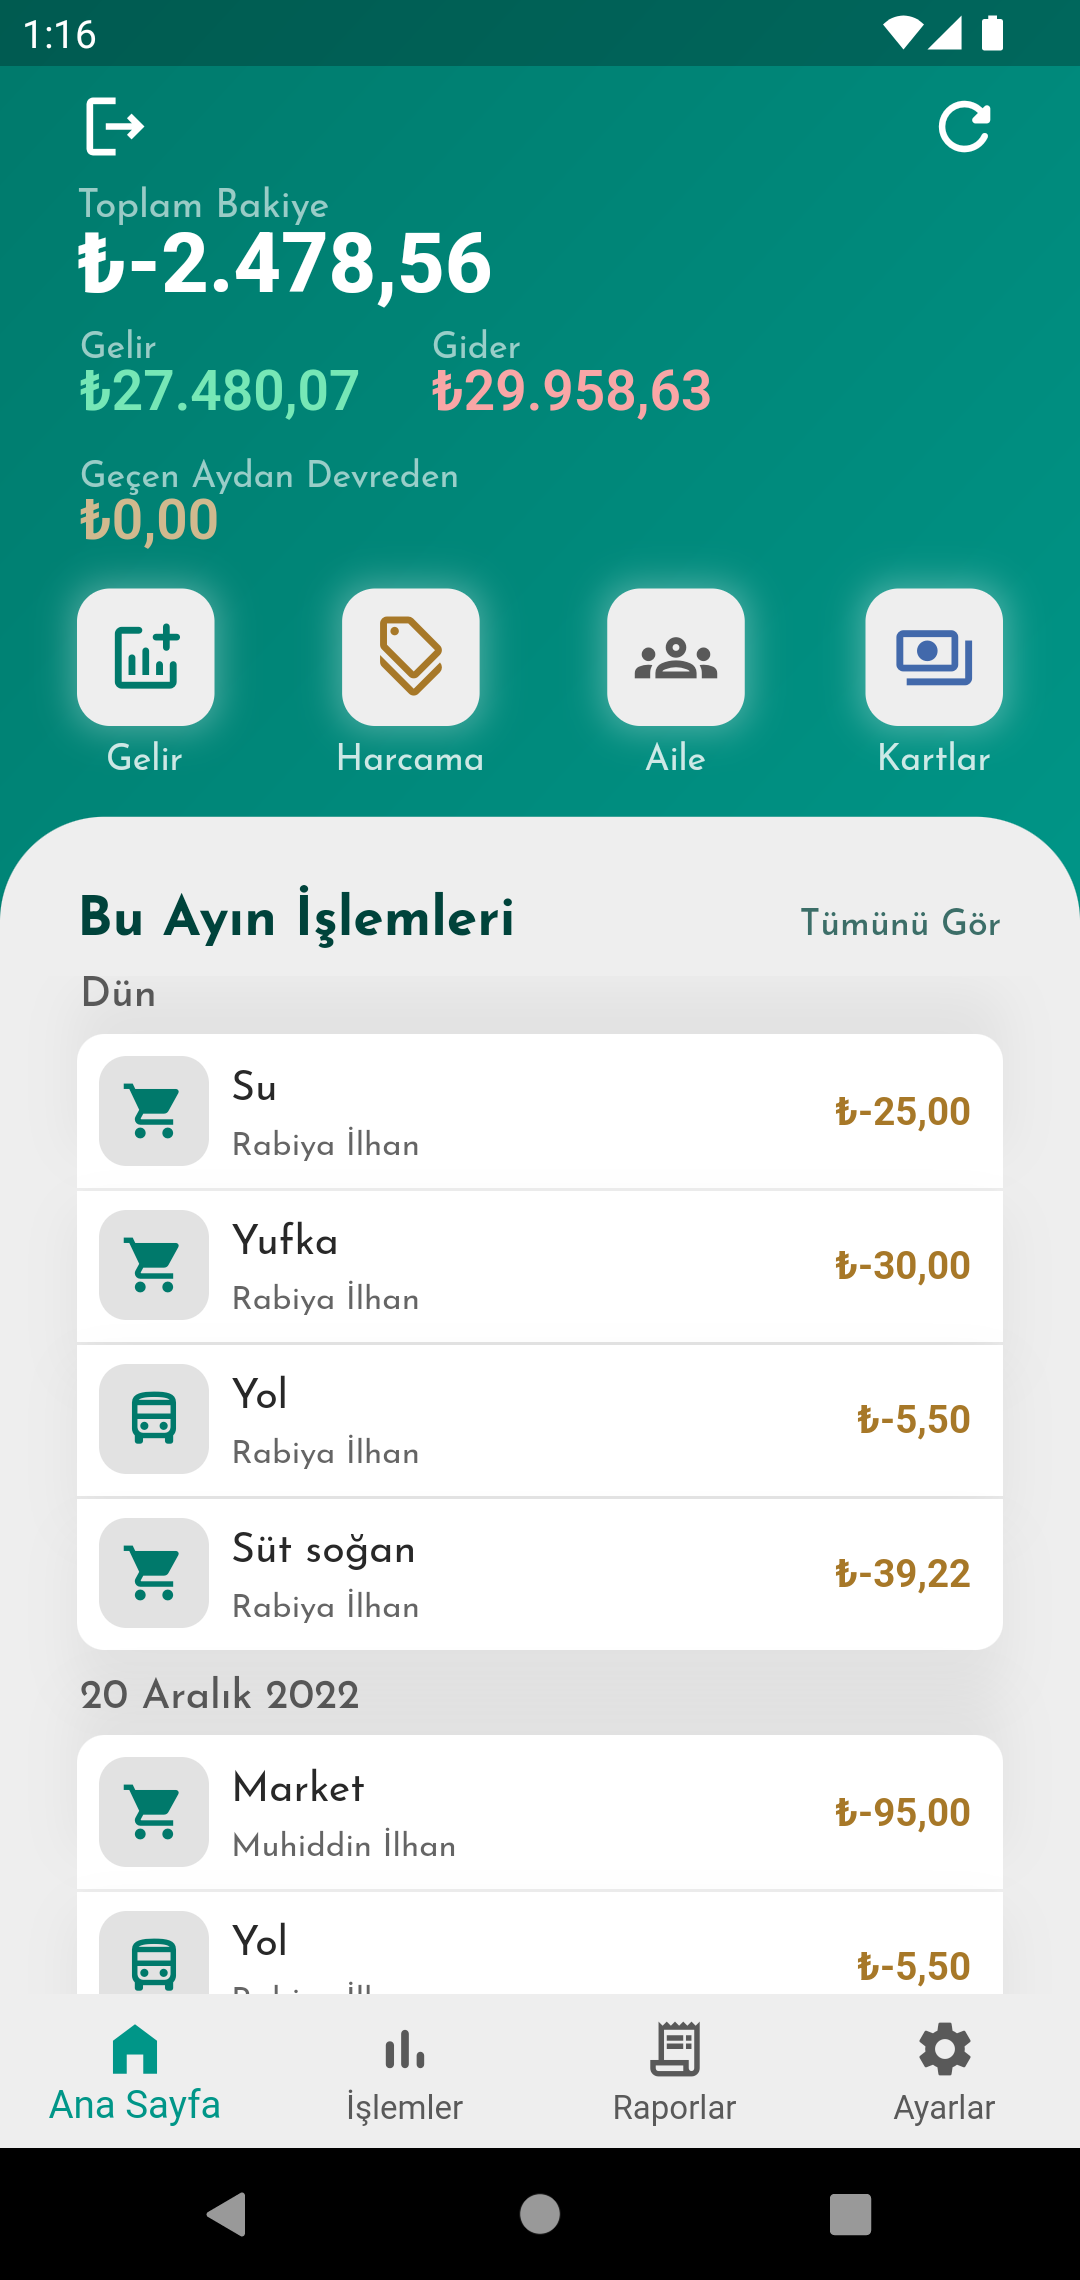 1:16
Toplam Bakiye
₺-2.478,56
Gelir Gider
₺27.480,07 ₺29.958,63
Geçen Aydan Devreden
₺0,00
Gelir Harcama Aile Kartlar
Bu Ayın İşlemleri Tümünü Gör
Dün
Su
₺-25,00
Rabiya İlhan
Yufka
₺-30,00
Rabiya İlhan
Yol
₺-5,50
Rabiya İlhan
Süt soğan
₺-39,22
Rabiya İlhan
20 Aralık 2022
Market
₺-95,00
Muhiddin İlhan
Yol
₺-5,50
Ana Sayfa İşlemler Raporlar Ayarlar